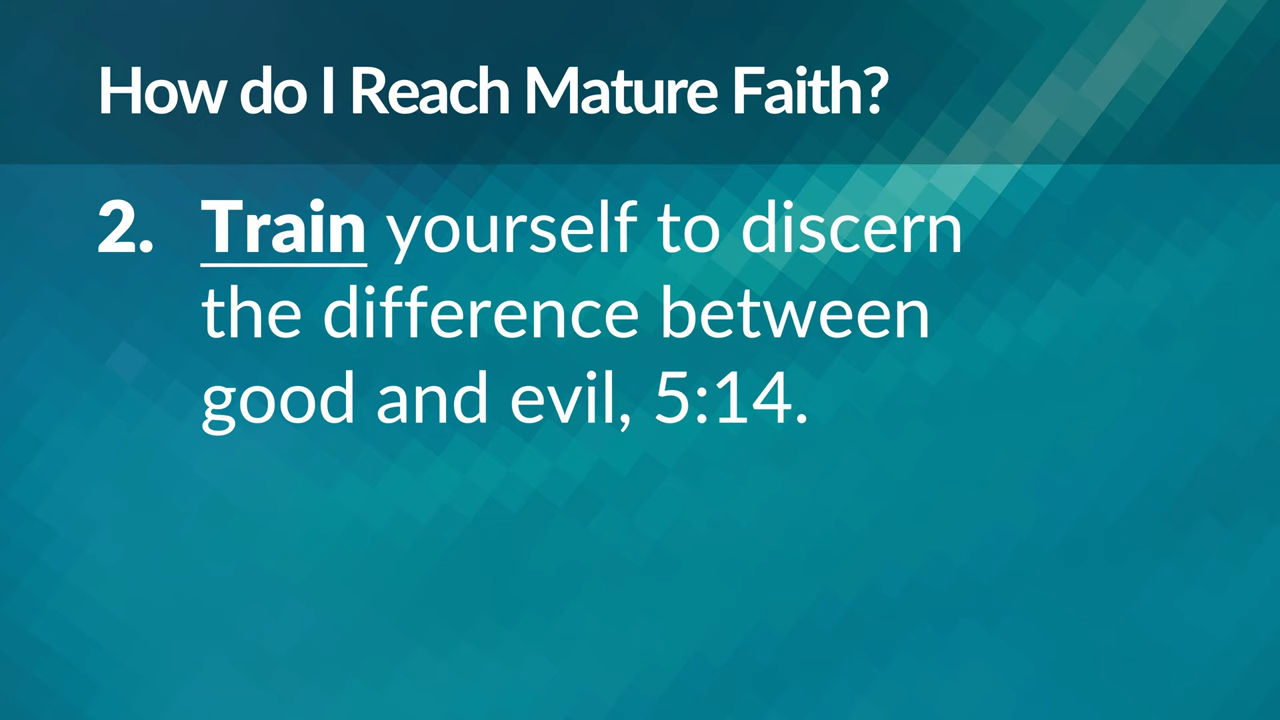 How do I Reach Mature Faith?
2. Train yourself to discern
the difference between
good and evil, 5:14.